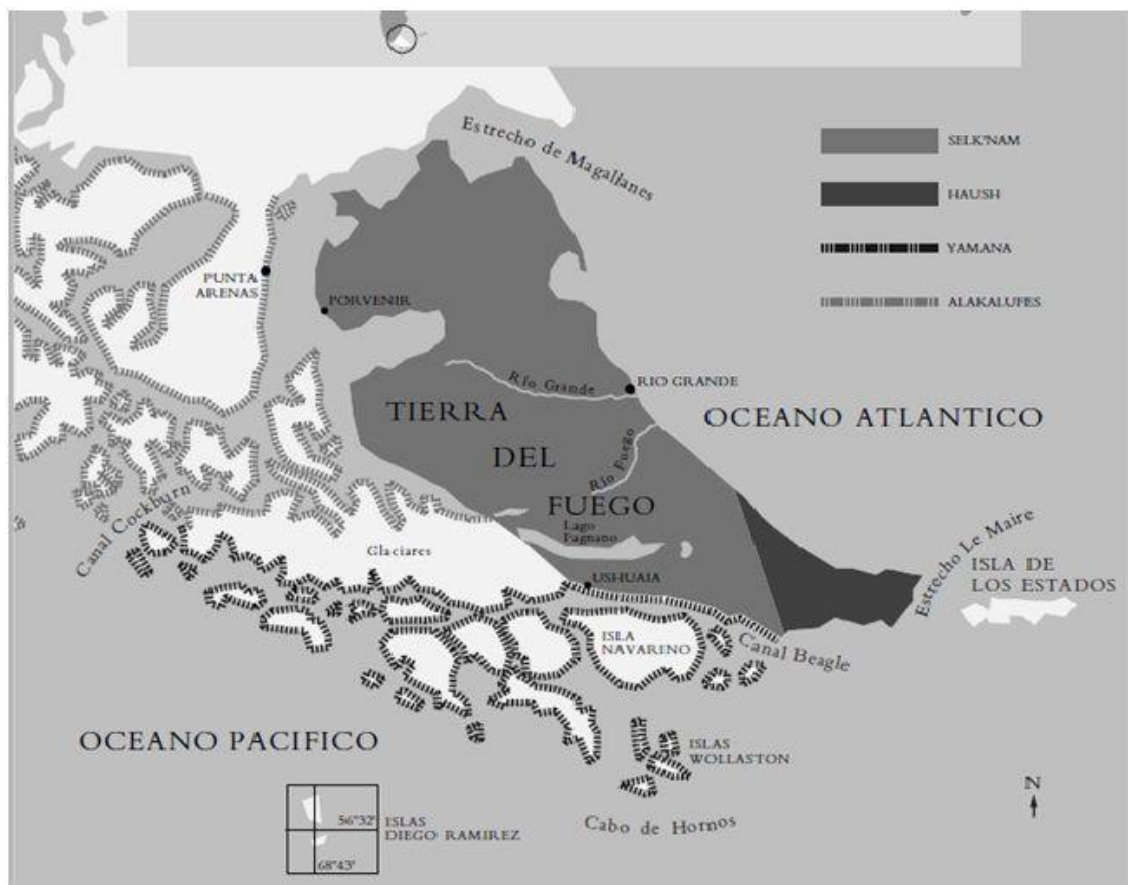 Estrecho de Magallanes
SELK'NAM
HAUSH
YAMANA
ALAKALUFES
PUNTA
ARENAS
PORVENIR
Río Grande
RIO GRANDE
TIERRA
DEL
FUEGO
OCEANO ATLANTICO
Río Fuego
Canal Cockburn
Lago
Fagnano
Glaciares
Estrecho Le Maire
ISLA DE
LOS ESTADOS
USHUAIA
ISLA
NAVARINO
Canal Beagle
OCEANO PACIFICO
ISLAS
WOLLASTON
N
56°32'
ISLAS
DIEGO RAMIREZ
68°43'
Cabo de Hornos